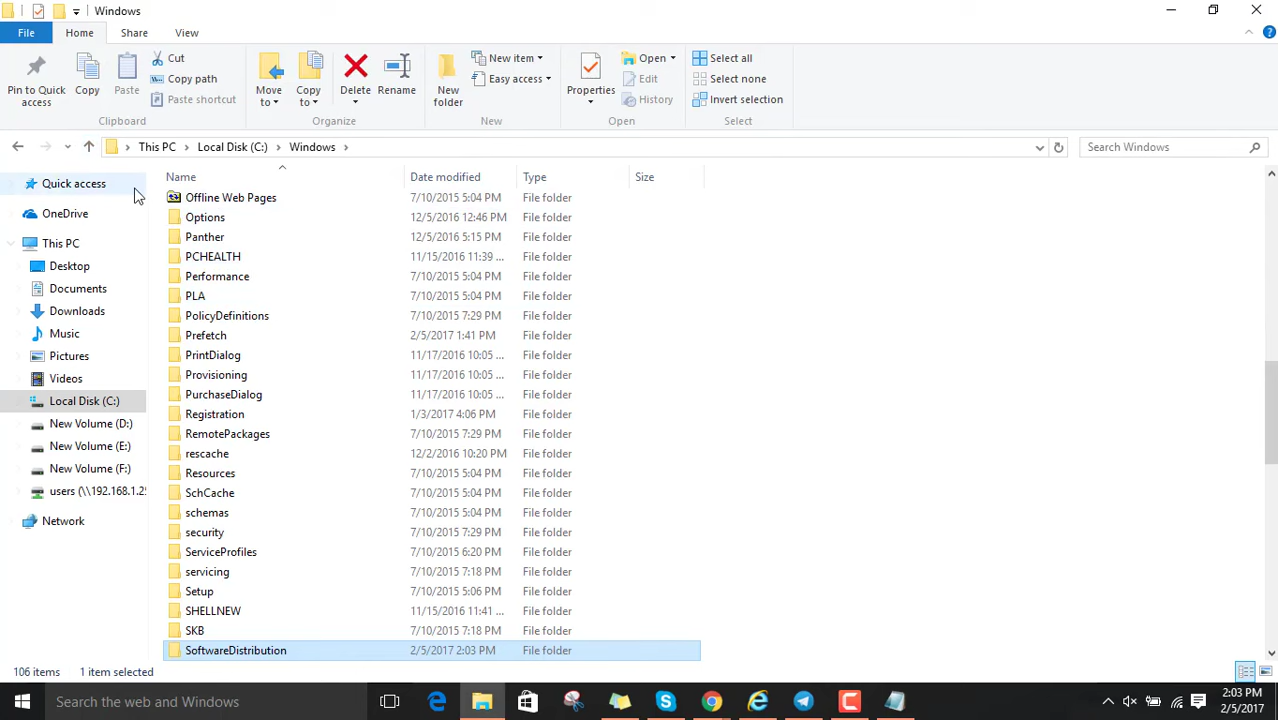 Windows
File Home Share View
Pin to Quick access
Copy
Paste
Cut
Copy path
Paste shortcut
Clipboard
Move to
Copy to
Delete
Rename
Organize
New folder
New item
Easy access
New
Properties
Open
Edit
History
Open
Select all
Select none
Invert selection
Select
This PC Local Disk (C:) Windows
Search Windows
Quick access
OneDrive
This PC
Desktop
Documents
Downloads
Music
Pictures
Videos
Local Disk (C:)
New Volume (D:)
New Volume (E:)
New Volume (F:)
users (\\192.168.1.2
Network
Name Date modified Type Size
Offline Web Pages 7/10/2015 5:04 PM File folder
Options 12/5/2016 12:46 PM File folder
Panther 12/5/2016 5:15 PM File folder
PCHEALTH 11/15/2016 11:39 ... File folder
Performance 7/10/2015 5:04 PM File folder
PLA 7/10/2015 5:04 PM File folder
PolicyDefinitions 7/10/2015 7:29 PM File folder
Prefetch 2/5/2017 1:41 PM File folder
PrintDialog 11/17/2016 10:05 ... File folder
Provisioning 11/17/2016 10:05 ... File folder
PurchaseDialog 11/17/2016 10:05 ... File folder
Registration 1/3/2017 4:06 PM File folder
RemotePackages 7/10/2015 7:29 PM File folder
rescache 12/2/2016 10:20 PM File folder
Resources 7/10/2015 5:04 PM File folder
SchCache 7/10/2015 5:04 PM File folder
schemas 7/10/2015 5:04 PM File folder
security 7/10/2015 7:29 PM File folder
ServiceProfiles 7/10/2015 6:20 PM File folder
servicing 7/10/2015 7:18 PM File folder
Setup 7/10/2015 5:06 PM File folder
SHELLNEW 11/15/2016 11:41 ... File folder
SKB 7/10/2015 7:18 PM File folder
SoftwareDistribution 2/5/2017 2:03 PM File folder
106 items 1 item selected
Search the web and Windows
2:03 PM
2/5/2017